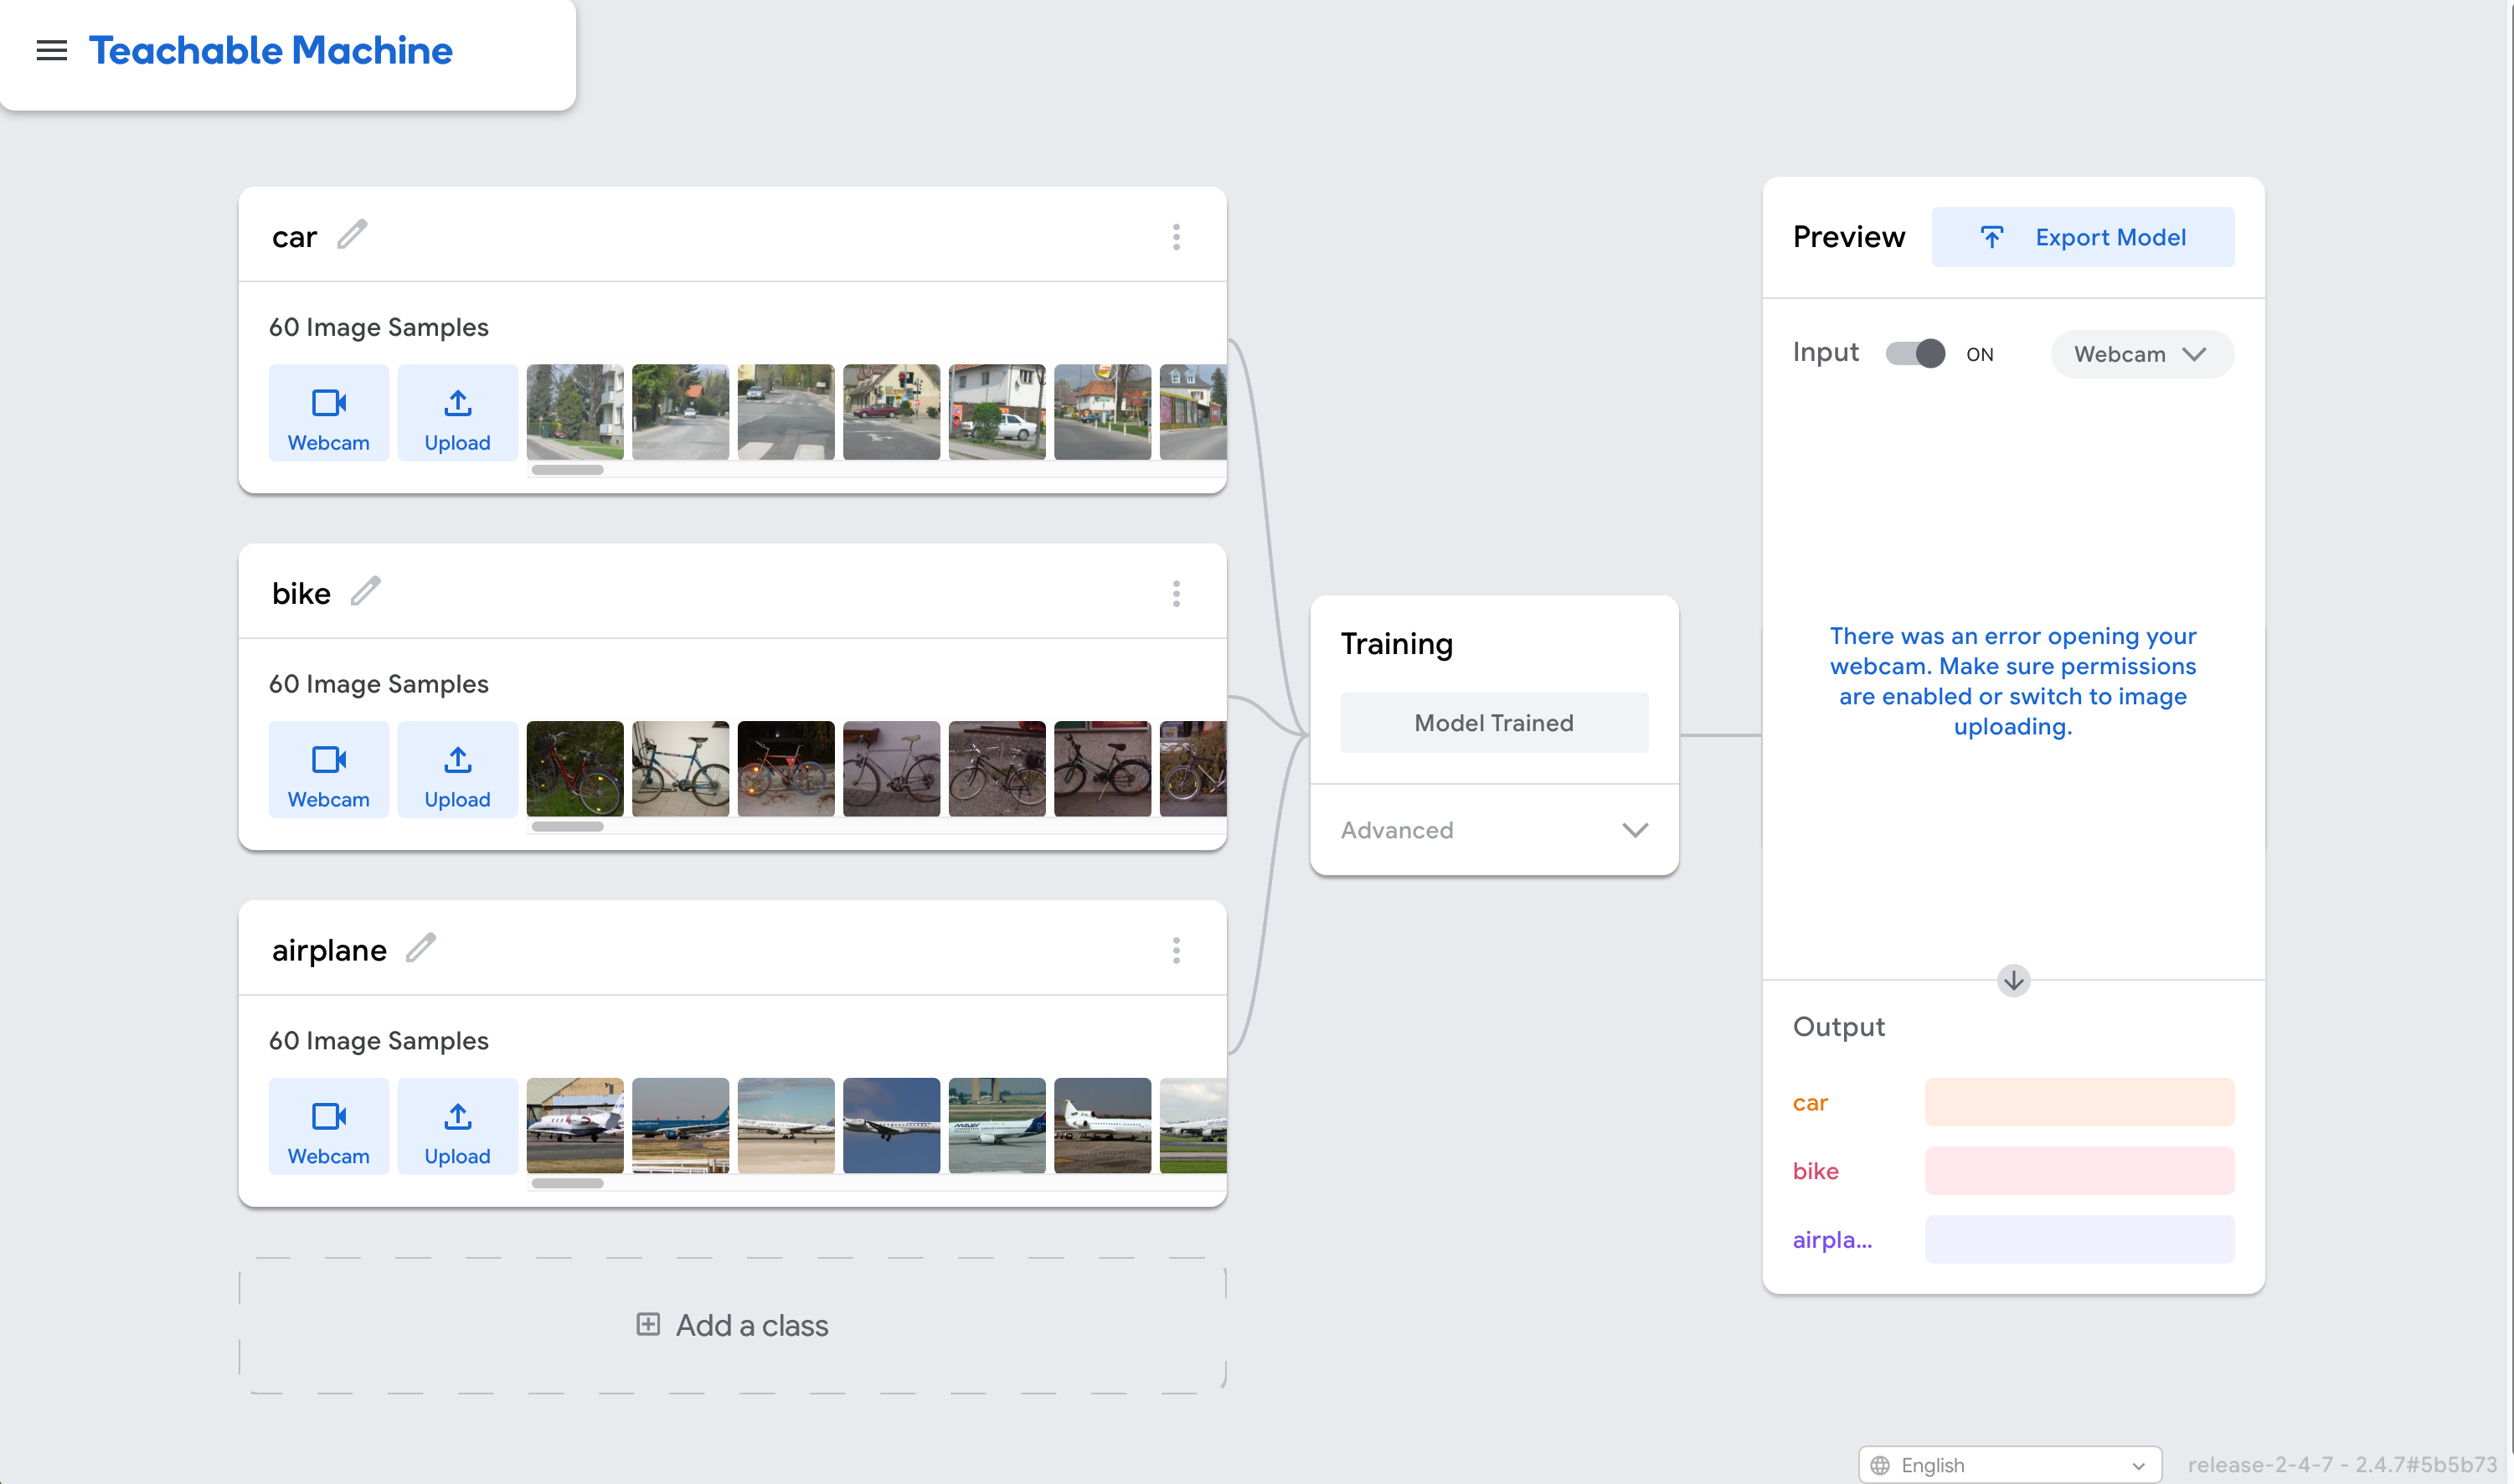 Teachable Machine
car
60 Image Samples
Webcam
Upload
bike
60 Image Samples
Webcam
Upload
airplane
60 Image Samples
Webcam
Upload
Add a class
Training
Model Trained
Advanced
Preview
Export Model
Input
ON
Webcam
There was an error opening your
webcam. Make sure permissions
are enabled or switch to image
uploading.
Output
car
bike
airpla...
English
release-2-4-7 - 2.4.7#5b5b73